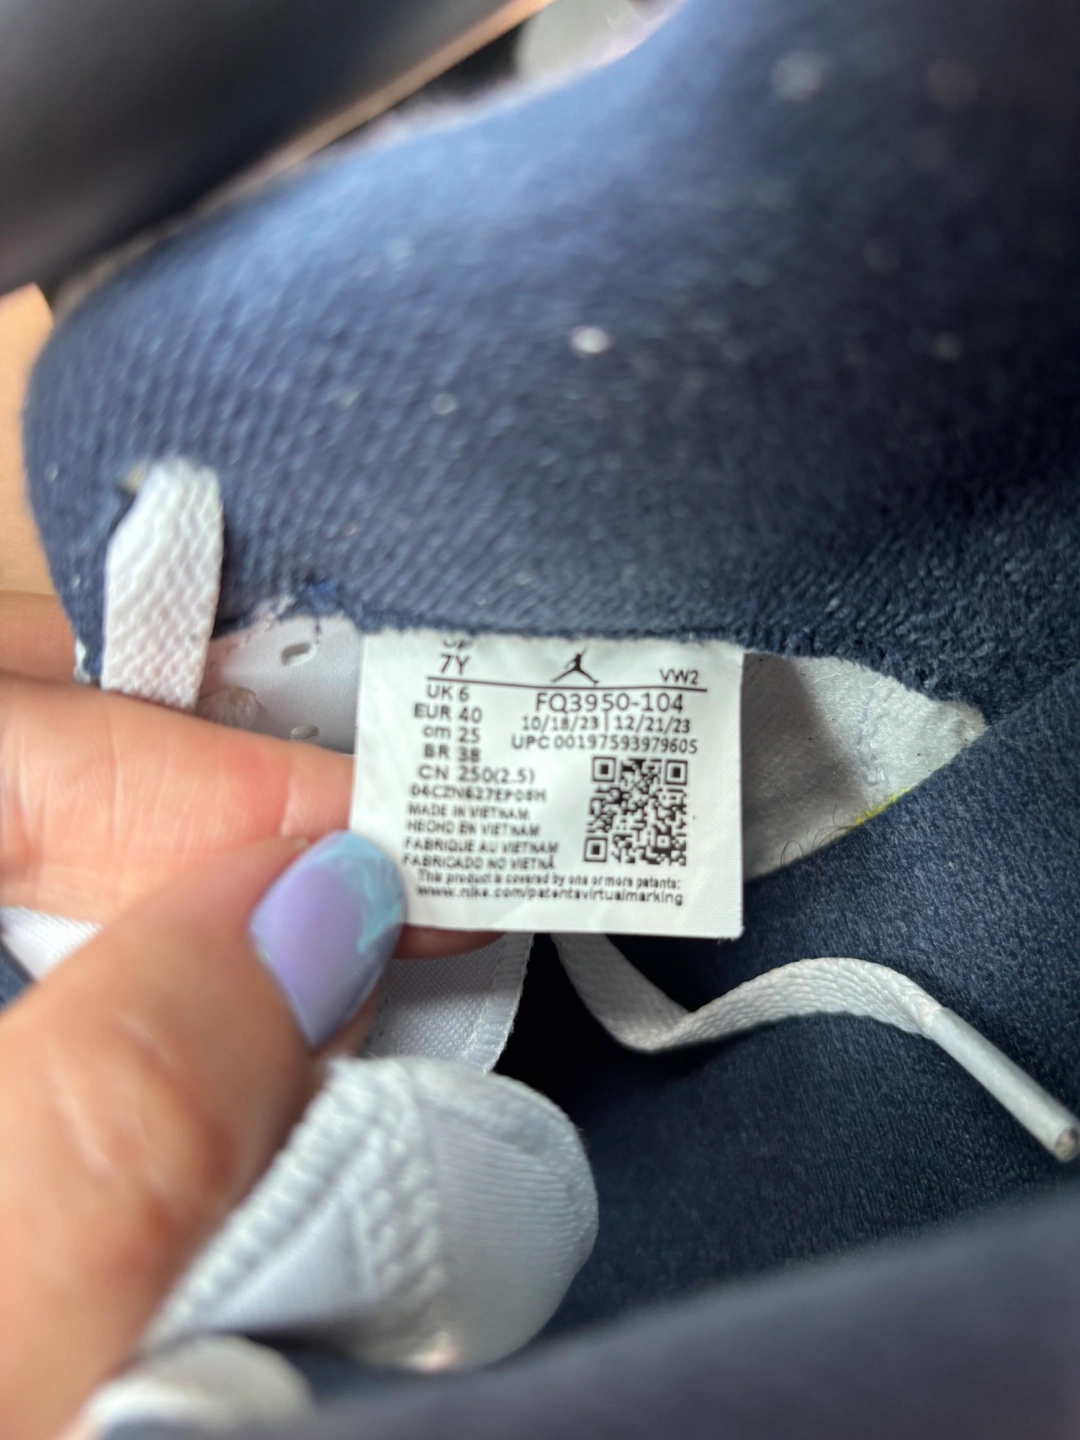 7Y VW2
UK 6
EUR 40
cm 25
BR 38
CN 250(2.5)
FQ3950-104
10/18/23 | 12/21/23
UPC 00197593979605
MADE IN VIETNAM
HECHO EN VIETNAM
FABRIQUE AU VIETNAM
FABRICADO NO VIETNÃ
This product is covered by one or more patents:
www.nike.com/patentsvirtualmarking